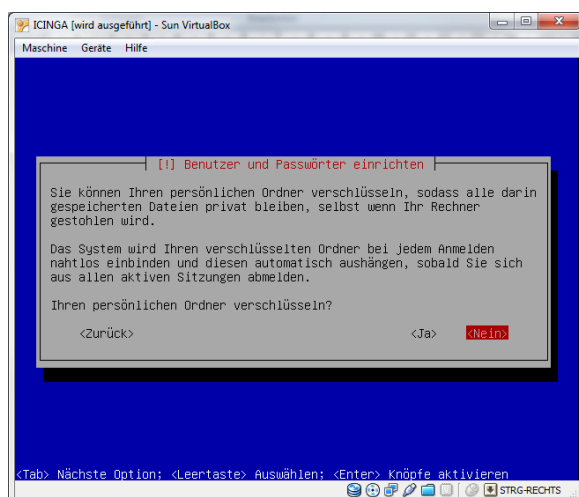 ICINGA [wird ausgeführt] - Sun VirtualBox
Maschine Geräte Hilfe
[!] Benutzer und Passwörter einrichten
Sie können Ihren persönlichen Ordner verschlüseln, sodass alle darin
gespeicherten Dateien privat bleiben, selbst wenn Ihr Rechner
gestohlen wird.
Das System wird Ihren verschlüsselten Ordner bei jedem Anmelden
nahtlos einbinden und diesen automatisch aushängen, sobald Sie sich
aus allen aktiven Sitzungen abmelden.
Ihren persönlichen Ordner verschlüsseln?
<Zurück> <Ja> <Nein>
<Tab> Nächste Option; <Leertaste> Auswählen; <Enter> Knöpfe aktivieren
STRG-RECHTS